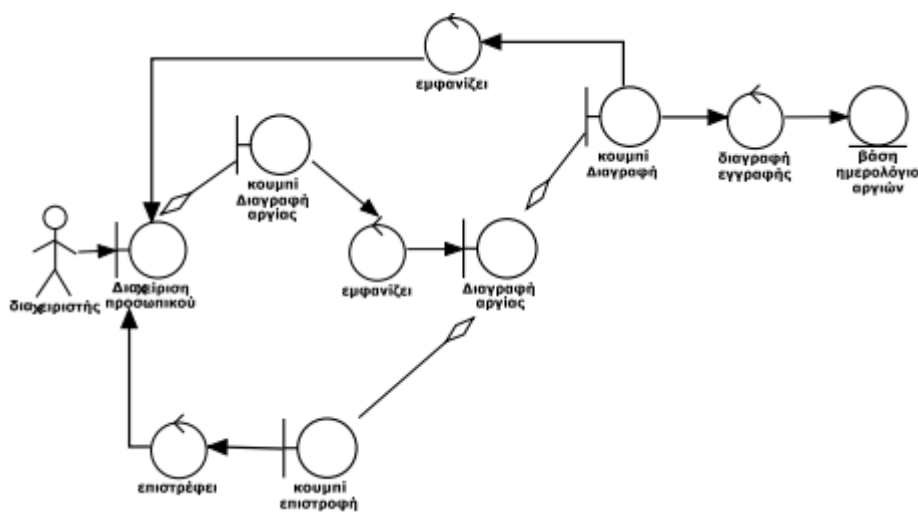 εμφανίζει
κουμπί
Διαγραφή
αργίας
κουμπί
Διαγραφή
διαγραφή
εγγραφής
βάση
ημερολόγιο
αργιών
διαχειριστής
Διαχείριση
προσωπικού
εμφανίζει
Διαγραφή
αργίας
επιστρέφει
κουμπί
επιστροφή